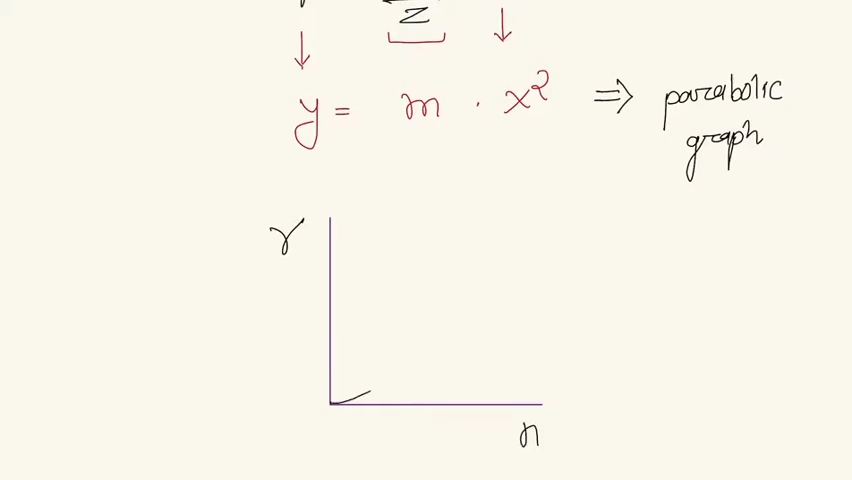 Z
y = m · x² ⇒ parabolic
graph
r
n